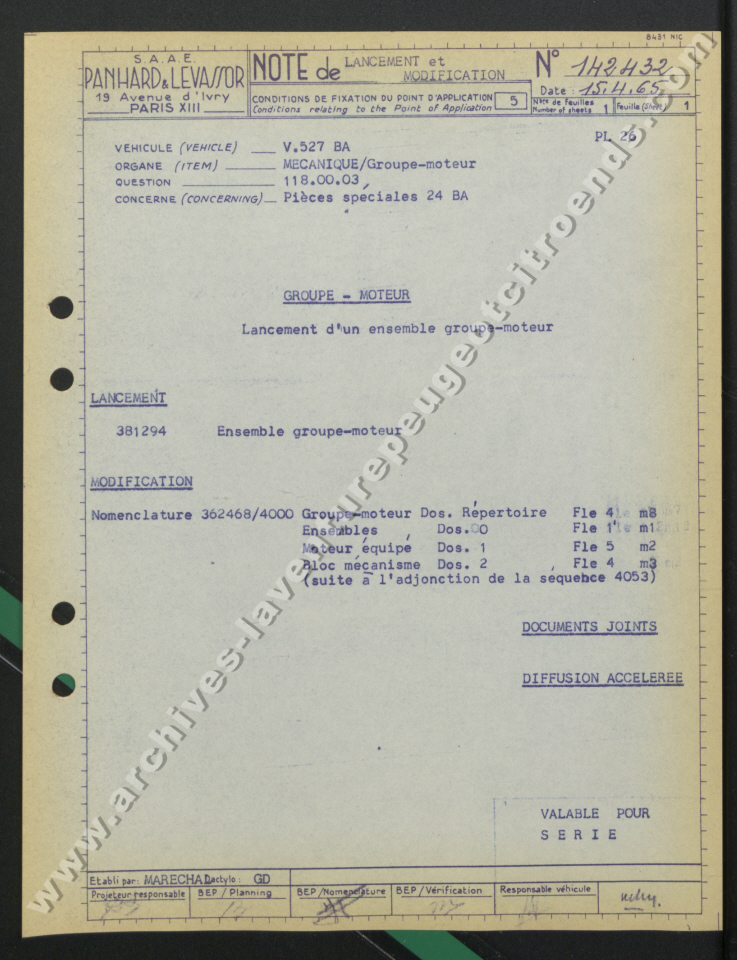 8431 NIC
S.A.A.E.
PANHARD & LEVASSOR
19 Avenue d'Ivry
PARIS XIII
NOTE de LANCEMENT et
MODIFICATION
N° 142432
Date : 15.4.65
CONDITIONS DE FIXATION DU POINT D'APPLICATION 5
Conditions relating to the Point of Application
Nbre de feuilles 1
Number of sheets
Feuille (Sheet) 1
PL 26
VEHICULE (VEHICLE) V.527 BA
ORGANE (ITEM) MECANIQUE/Groupe-moteur
QUESTION 118.00.03
CONCERNE (CONCERNING) Pièces spéciales 24 BA
GROUPE - MOTEUR
Lancement d'un ensemble groupe-moteur
LANCEMENT
381294 Ensemble groupe-moteur
MODIFICATION
Nomenclature 362468/4000 Groupe-moteur Dos. Répertoire Fle 4 m8
Ensembles Dos. 00 Fle 1 m1
Moteur équipé Dos. 1 Fle 5 m2
Bloc mécanisme Dos. 2 Fle 4 m3
(suite à l'adjonction de la séquence 4053)
DOCUMENTS JOINTS
DIFFUSION ACCELEREE
VALABLE POUR
SERIE
Etabli par: MARECHAL Dactylo: GD
Projeteur responsable BEP / Planning BEP / Nomenclature BEP / Vérification Responsable véhicule
www.archives-laventurepeugeotcitroends.com